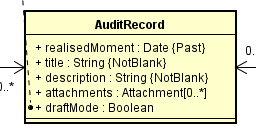 AuditRecord
+ realisedMoment : Date {Past}
+ title : String {NotBlank}
+ description : String {NotBlank}
+ attachments : Attachment[0..*]
+ draftMode : Boolean
0..*
0.